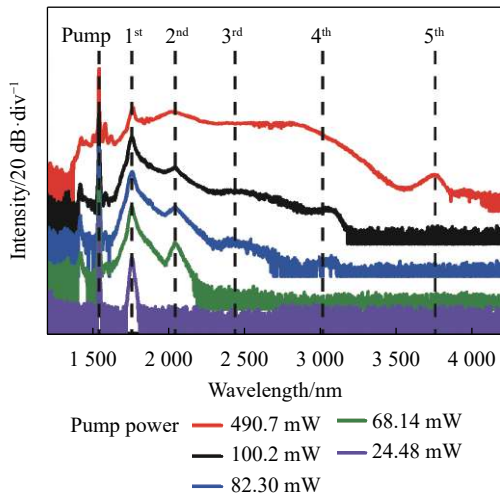 Pump 1st 2nd 3rd 4th 5th
Intensity/20 dB·div−1
1 500 2 000 2 500 3 000 3 500 4 000
Wavelength/nm
Pump power
490.7 mW 68.14 mW
100.2 mW 24.48 mW
82.30 mW